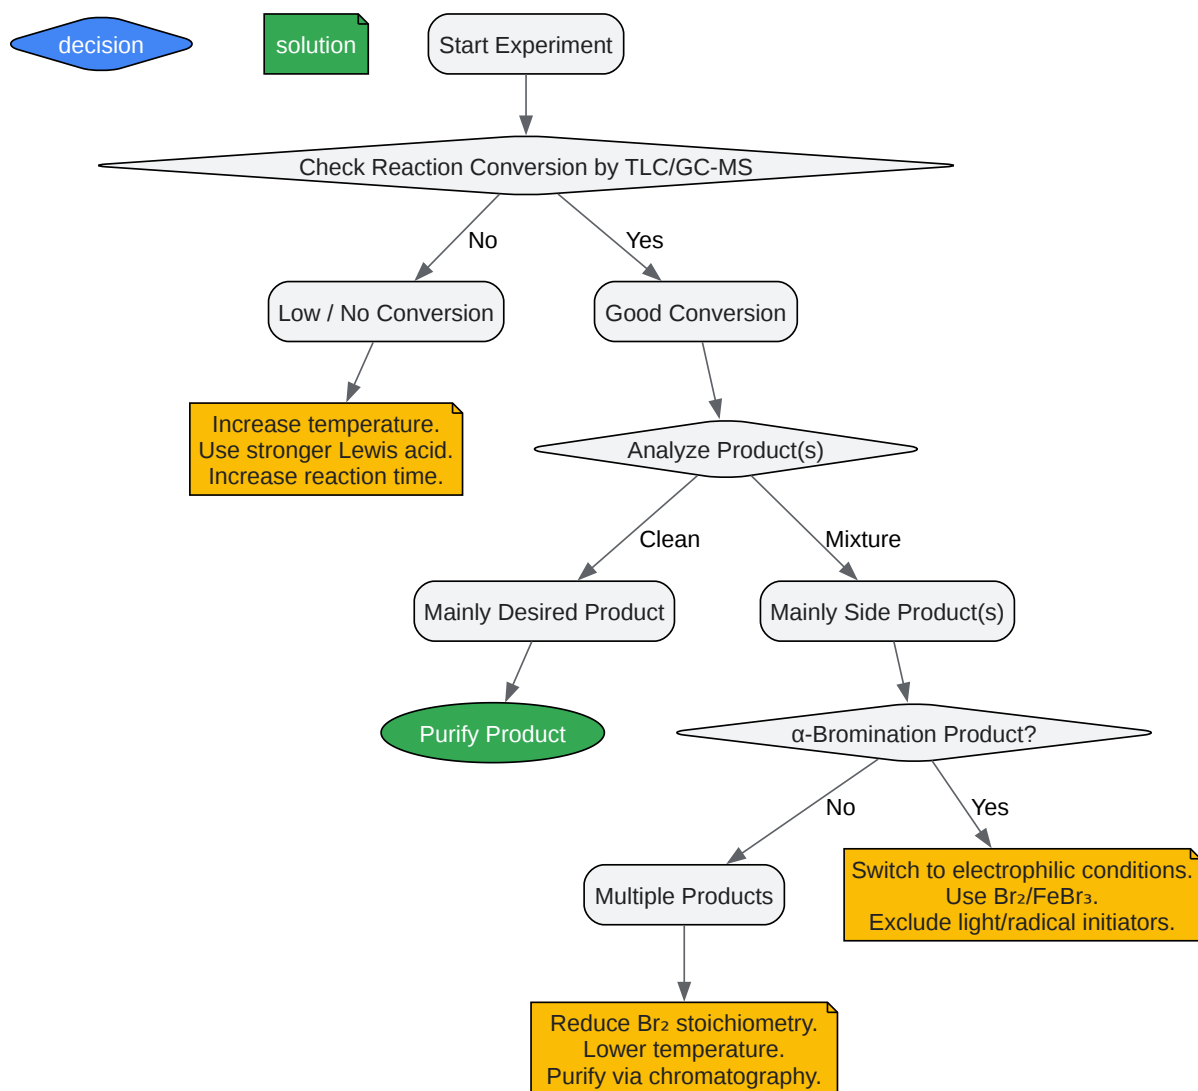 decision
solution
Start Experiment
Check Reaction Conversion by TLC/GC-MS
No
Yes
Low / No Conversion
Good Conversion
Increase temperature.
Use stronger Lewis acid.
Increase reaction time.
Analyze Product(s)
Clean
Mixture
Mainly Desired Product
Mainly Side Product(s)
Purify Product
α-Bromination Product?
No
Yes
Multiple Products
Switch to electrophilic conditions.
Use Br₂/FeBr₃.
Exclude light/radical initiators.
Reduce Br₂ stoichiometry.
Lower temperature.
Purify via chromatography.